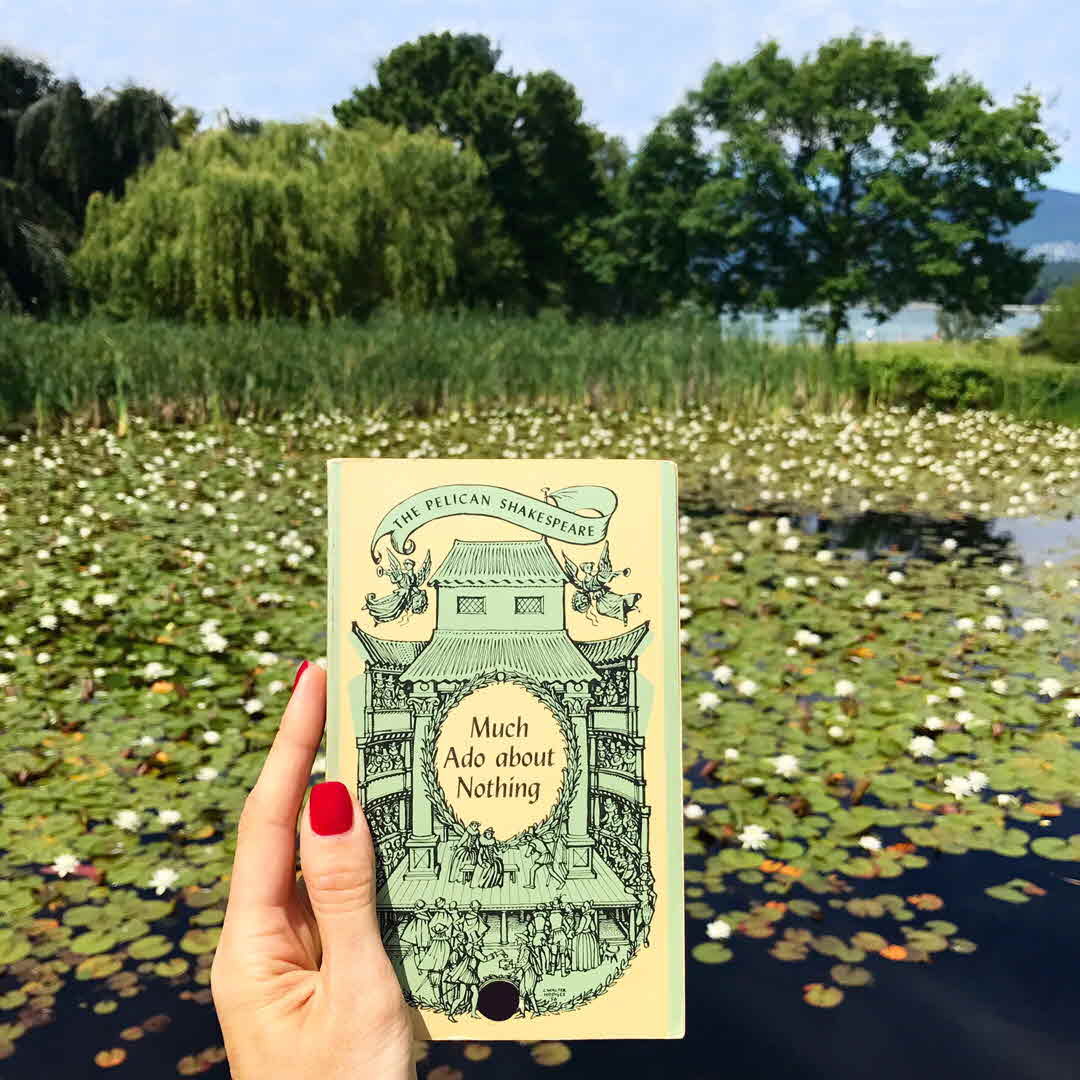 THE PELICAN SHAKESPEARE
Much
Ado about
Nothing